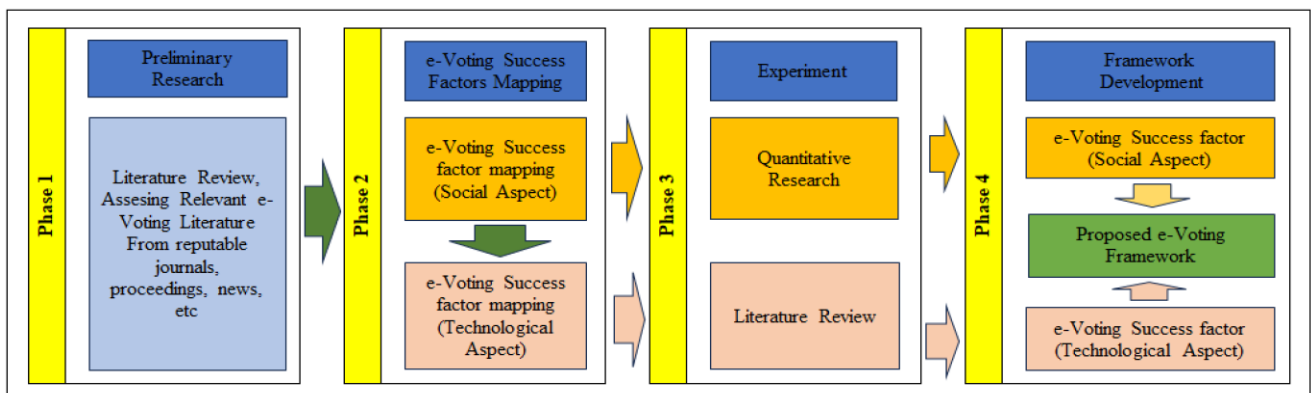 Phase 1
Preliminary
Research
Literature Review,
Assesing Relevant e-
Voting Literature
From reputable
journals,
proceedings, news,
etc
Phase 2
e-Voting Success
Factors Mapping
e-Voting Success
factor mapping
(Social Aspect)
e-Voting Success
factor mapping
(Technological
Aspect)
Phase 3
Experiment
Quantitative
Research
Literature Review
Phase 4
Framework
Development
e-Voting Success factor
(Social Aspect)
Proposed e-Voting
Framework
e-Voting Success factor
(Technological Aspect)